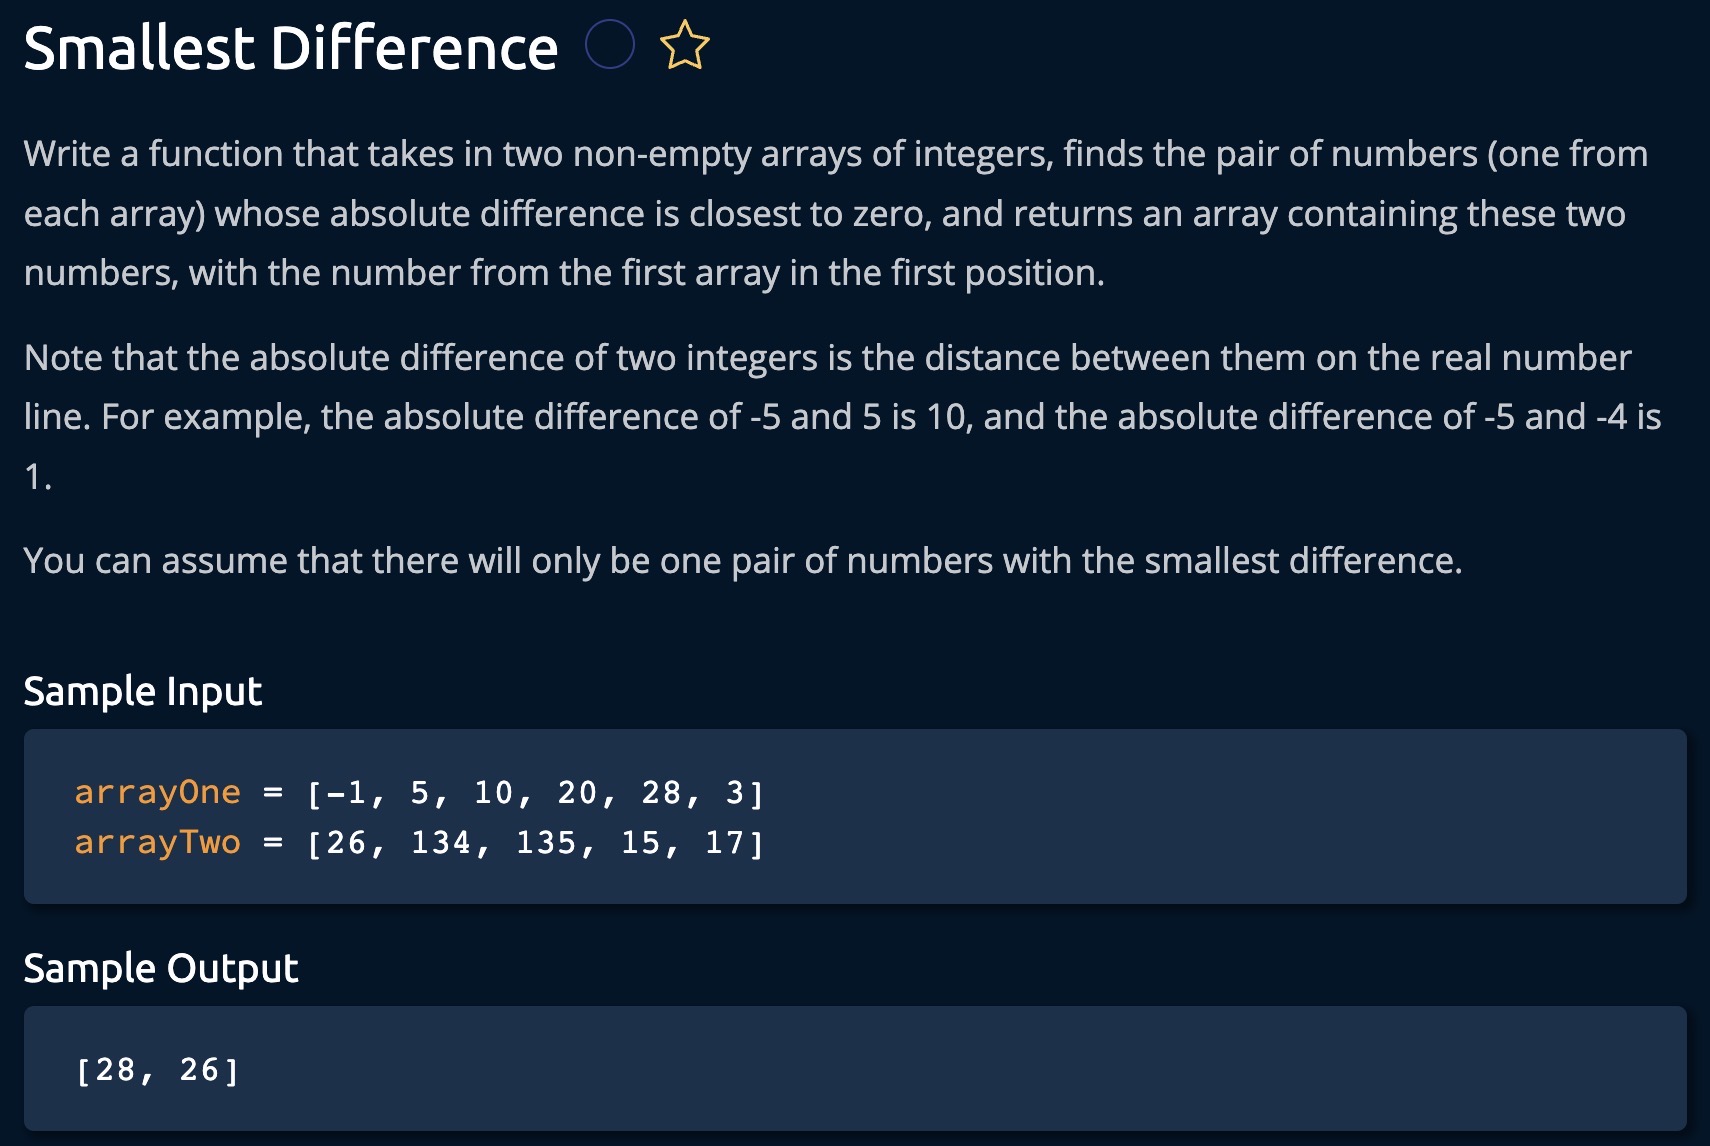 Smallest Difference
Write a function that takes in two non-empty arrays of integers, finds the pair of numbers (one from
each array) whose absolute difference is closest to zero, and returns an array containing these two
numbers, with the number from the first array in the first position.
Note that the absolute difference of two integers is the distance between them on the real number
line. For example, the absolute difference of -5 and 5 is 10, and the absolute difference of -5 and -4 is
1.
You can assume that there will only be one pair of numbers with the smallest difference.
Sample Input
arrayOne = [-1, 5, 10, 20, 28, 3]
arrayTwo = [26, 134, 135, 15, 17]
Sample Output
[28, 26]